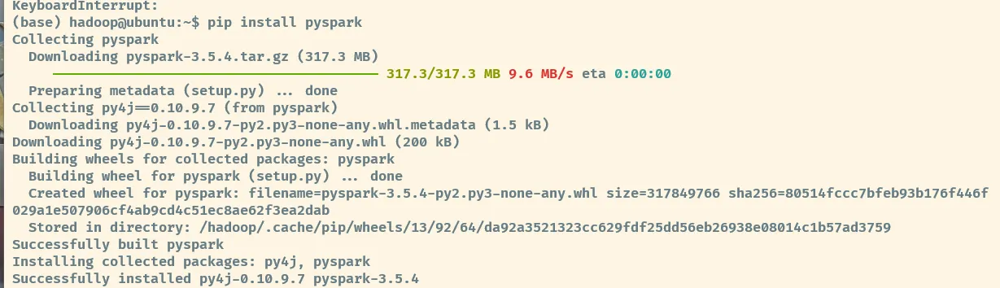 KeyboardInterrupt:
(base) hadoop@ubuntu:~$ pip install pyspark
Collecting pyspark
  Downloading pyspark-3.5.4.tar.gz (317.3 MB)
     ━━━━━━━━━━━━━━━━━━━━━━━━━━━━━━━━━━━━━━━━ 317.3/317.3 MB 9.6 MB/s eta 0:00:00
  Preparing metadata (setup.py) ... done
Collecting py4j==0.10.9.7 (from pyspark)
  Downloading py4j-0.10.9.7-py2.py3-none-any.whl.metadata (1.5 kB)
Downloading py4j-0.10.9.7-py2.py3-none-any.whl (200 kB)
Building wheels for collected packages: pyspark
  Building wheel for pyspark (setup.py) ... done
  Created wheel for pyspark: filename=pyspark-3.5.4-py2.py3-none-any.whl size=317849766 sha256=80514fccc7bfeb93b176f446f
029a1e507906cf4ab9cd4c51ec8ae62f3ea2dab
  Stored in directory: /hadoop/.cache/pip/wheels/13/92/64/da92a3521323cc629fdf25dd56eb26938e08014c1b57ad3759
Successfully built pyspark
Installing collected packages: py4j, pyspark
Successfully installed py4j-0.10.9.7 pyspark-3.5.4